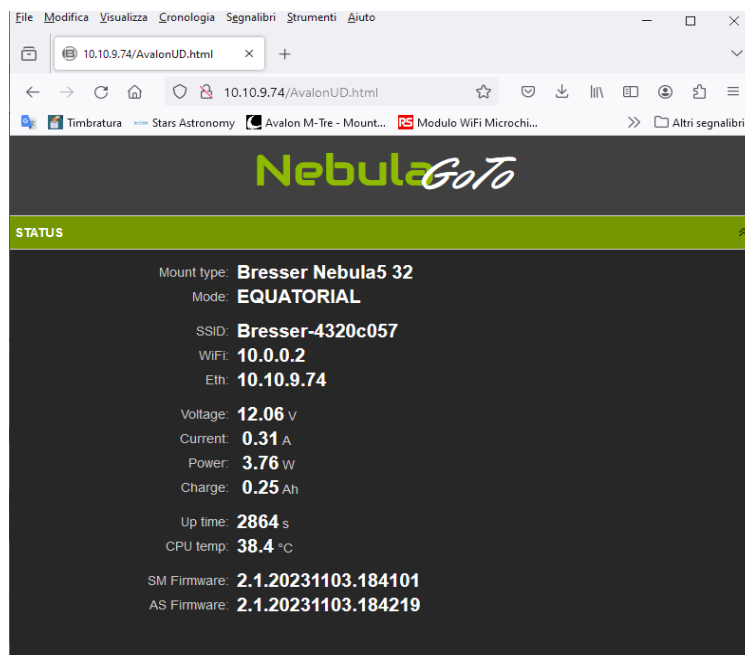 File Modifica Visualizza Cronologia Segnalibri Strumenti Aiuto
10.10.9.74/AvalonUD.html
10.10.9.74/AvalonUD.html
Timbratura Stars Astronomy Avalon M-Tre - Mount... Modulo WiFi Microchi... Altri segnalibri
Nebula GoTo
STATUS
Mount type: Bresser Nebula5 32
Mode: EQUATORIAL
SSID: Bresser-4320c057
WiFi: 10.0.0.2
Eth: 10.10.9.74
Voltage: 12.06 V
Current: 0.31 A
Power: 3.76 W
Charge: 0.25 Ah
Up time: 2864 s
CPU temp: 38.4 °C
SM Firmware: 2.1.20231103.184101
AS Firmware: 2.1.20231103.184219